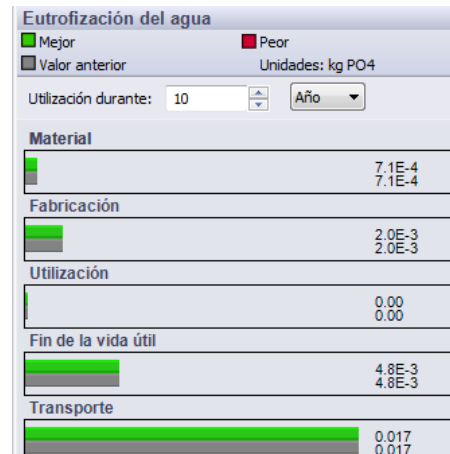 Eutrofización del agua
Mejor Peor
Valor anterior Unidades: kg PO4
Utilización durante: 10 Año
Material
7.1E-4
7.1E-4
Fabricación
2.0E-3
2.0E-3
Utilización
0.00
0.00
Fin de la vida útil
4.8E-3
4.8E-3
Transporte
0.017
0.017